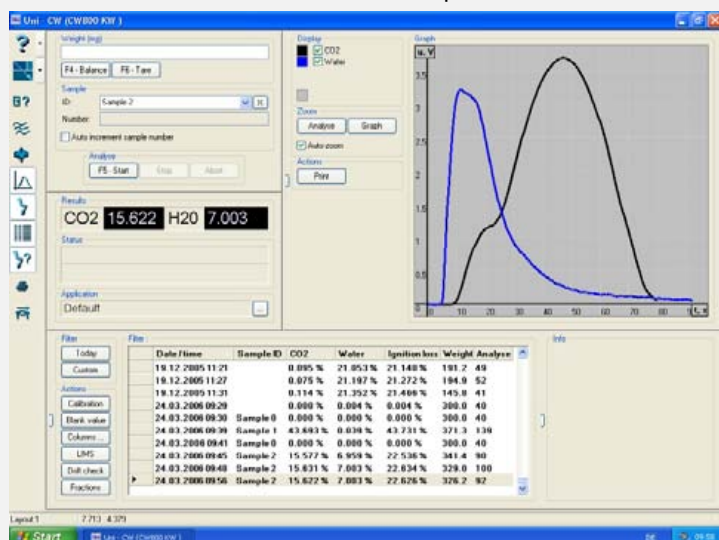 Uni - CW (CW800 KW )
Weight (mg)
F4 - Balance F6 - Tare
Sample
ID: Sample 2 x
Number:
Auto increment sample number
Analyse
F5 - Start Stop Abort
Results
CO2 15.622 H20 7.003
Status
Application
Default ...
Display
CO2
Water
Zoom
Analyse Graph
Auto zoom
Actions
Print
Graph
u, V
3.5
3
2.5
2
1.5
1
0.5
0 0 10 20 30 40 50 60 70 80 t, s
Filter
Today
Custom
Actions
Calibration
Blank value
Columns ...
LIMS
Drift check
Fractions
Filter
Date/time Sample ID CO2 Water Ignition loss Weight Analyse
19.12.2005 11:21 0.095 % 21.053 % 21.148 % 191.2 49
19.12.2005 11:27 0.075 % 21.197 % 21.272 % 194.9 52
19.12.2005 11:31 0.114 % 21.352 % 21.466 % 145.8 41
24.03.2006 09:29 0.000 % 0.004 % 0.004 % 300.0 40
24.03.2006 09:30 Sample 0 0.000 % 0.000 % 0.000 % 300.0 40
24.03.2006 09:39 Sample 1 43.693 % 0.039 % 43.731 % 371.3 139
24.03.2006 09:41 Sample 0 0.000 % 0.000 % 0.000 % 300.0 40
24.03.2006 09:45 Sample 2 15.577 % 6.959 % 22.536 % 341.4 90
24.03.2006 09:48 Sample 2 15.831 % 7.003 % 22.834 % 329.0 100
24.03.2006 09:56 Sample 2 15.622 % 7.003 % 22.626 % 326.2 92
Info
Layout 1 7.713 4.379
Start Uni - CW (CW800 KW ) DE 09:58